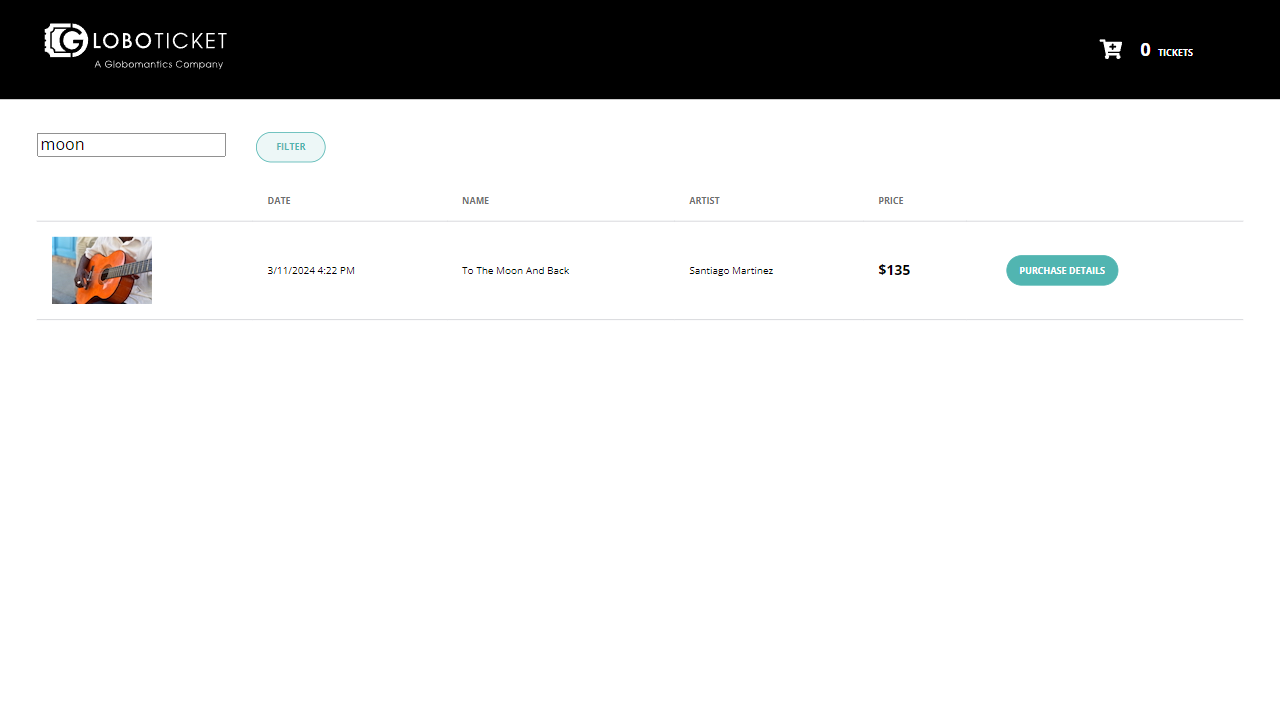 GLOBOTICKET
A Globomantics Company
0 TICKETS
moon
FILTER
DATE NAME ARTIST PRICE
3/11/2024 4:22 PM To The Moon And Back Santiago Martinez $135 PURCHASE DETAILS